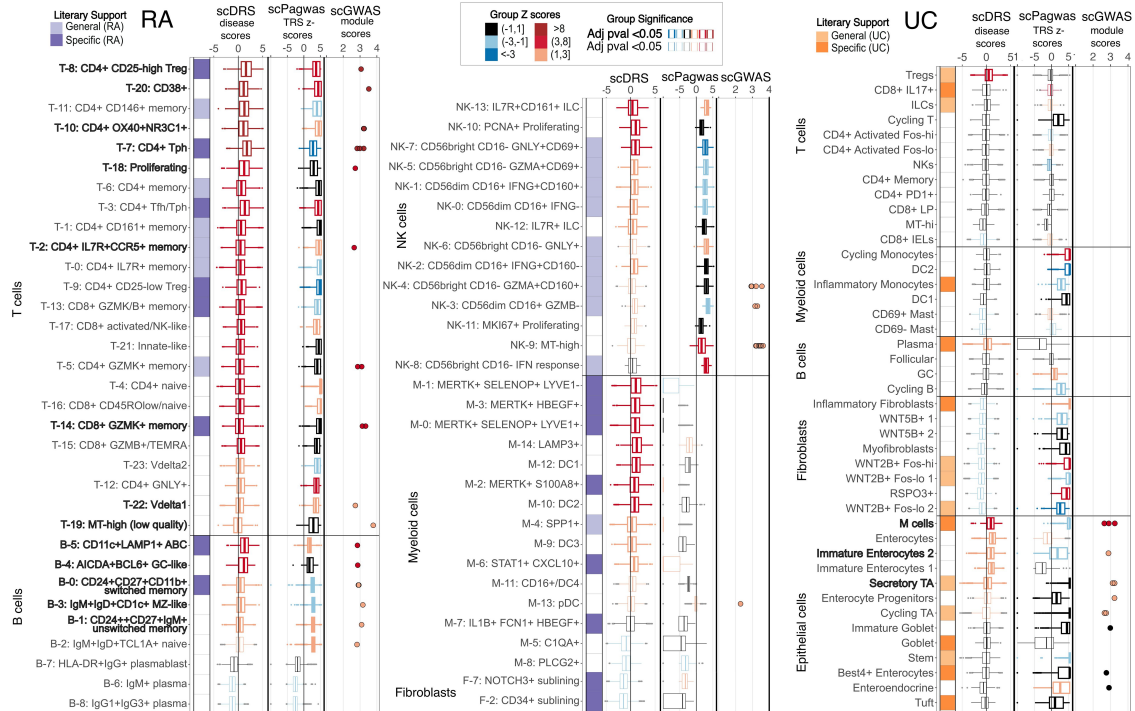 Literary Support
General (RA)
Specific (RA)
RA
scDRS
disease
scores
scPagwas
TRS z-
scores
scGWAS
module
scores
-5 0 5
-5 0 5
2 3 4
T cells
T-8: CD4+ CD25-high Treg
T-20: CD38+
T-11: CD4+ CD146+ memory
T-10: CD4+ OX40+NR3C1+
T-7: CD4+ Tph
T-18: Proliferating
T-6: CD4+ memory
T-3: CD4+ Tfh/Tph
T-1: CD4+ CD161+ memory
T-2: CD4+ IL7R+CCR5+ memory
T-0: CD4+ IL7R+ memory
T-9: CD4+ CD25-low Treg
T-13: CD8+ GZMK/B+ memory
T-17: CD8+ activated/NK-like
T-21: Innate-like
T-5: CD4+ GZMK+ memory
T-4: CD4+ naive
T-16: CD8+ CD45ROlow/naive
T-14: CD8+ GZMK+ memory
T-15: CD8+ GZMB+/TEMRA
T-23: Vdelta2
T-12: CD4+ GNLY+
T-22: Vdelta1
T-19: MT-high (low quality)
B cells
B-5: CD11c+LAMP1+ ABC
B-4: AICDA+BCL6+ GC-like
B-0: CD24+CD27+CD11b+
switched memory
B-3: IgM+IgD+CD1c+ MZ-like
B-1: CD24++CD27+IgM+
unswitched memory
B-2: IgM+IgD+TCL1A+ naive
B-7: HLA-DR+IgG+ plasmablast
B-6: IgM+ plasma
B-8: IgG1+IgG3+ plasma
Group Z scores
(-1,1]
(-3,-1]
<-3
>8
(3,8]
(1,3]
Group Significance
Adj pval <0.05
Adj pval <0.05
scDRS
scPagwas
scGWAS
-5 0 5
-5 0 5
2 3 4
NK cells
NK-13: IL7R+CD161+ ILC
NK-10: PCNA+ Proliferating
NK-7: CD56bright CD16- GNLY+CD69+
NK-5: CD56bright CD16- GZMA+CD69+
NK-1: CD56dim CD16+ IFNG+CD160+
NK-0: CD56dim CD16+ IFNG-
NK-12: IL7R+ ILC
NK-6: CD56bright CD16- GNLY+
NK-2: CD56dim CD16+ IFNG+CD160-
NK-4: CD56bright CD16- GZMA+CD160+
NK-3: CD56dim CD16+ GZMB-
NK-11: MKI67+ Proliferating
NK-9: MT-high
NK-8: CD56bright CD16- IFN response
Myeloid cells
M-1: MERTK+ SELENOP+ LYVE1-
M-3: MERTK+ HBEGF+
M-0: MERTK+ SELENOP+ LYVE1+
M-14: LAMP3+
M-12: DC1
M-2: MERTK+ S100A8+
M-10: DC2
M-4: SPP1+
M-9: DC3
M-6: STAT1+ CXCL10+
M-11: CD16+/DC4
M-13: pDC
M-7: IL1B+ FCN1+ HBEGF+
M-5: C1QA+
M-8: PLCG2+
Fibroblasts
F-7: NOTCH3+ sublining
F-2: CD34+ sublining
Literary Support
General (UC)
Specific (UC)
UC
scDRS
disease
scores
scPagwas
TRS z-
scores
scGWAS
module
scores
-5 0 51
-5 0 51
2 3 4
T cells
Tregs
CD8+ IL17+
ILCs
Cycling T
CD4+ Activated Fos-hi
CD4+ Activated Fos-lo
NKs
CD4+ Memory
CD4+ PD1+
CD8+ LP
MT-hi
CD8+ IELs
Myeloid cells
Cycling Monocytes
DC2
Inflammatory Monocytes
DC1
CD69+ Mast
CD69- Mast
B cells
Plasma
Follicular
GC
Cycling B
Fibroblasts
Inflammatory Fibroblasts
WNT5B+ 1
WNT5B+ 2
Myofibroblasts
WNT2B+ Fos-hi
WNT2B+ Fos-lo 1
RSPO3+
WNT2B+ Fos-lo 2
Epithelial cells
M cells
Enterocytes
Immature Enterocytes 2
Immature Enterocytes 1
Secretory TA
Enterocyte Progenitors
Cycling TA
Immature Goblet
Goblet
Stem
Best4+ Enterocytes
Enteroendocrine
Tuft